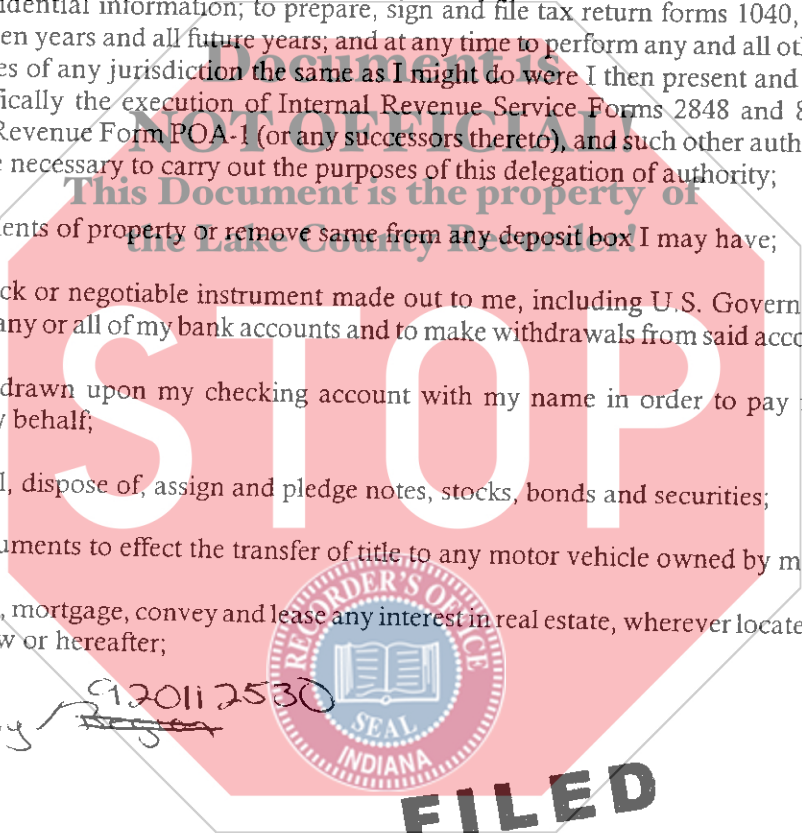 idential information; to prepare, sign and file tax return forms 1040,
en years and all future years; and at any time to perform any and all ot
Document is
es of any jurisdiction the same as I might do were I then present and
fically the execution of Internal Revenue Service Forms 2848 and 8
NOT OFFICIAL!
Revenue Form POA-1 (or any successors thereto), and such other auth
e necessary to carry out the purposes of this delegation of authority;
This Document is the property of
ents of property or remove same from any deposit box I may have;
the Lake County Recorder!
ck or negotiable instrument made out to me, including U.S. Govern
any or all of my bank accounts and to make withdrawals from said acco
STOP
drawn upon my checking account with my name in order to pay
y behalf;
l, dispose of, assign and pledge notes, stocks, bonds and securities;
uments to effect the transfer of title to any motor vehicle owned by m
, mortgage, convey and lease any interest in real estate, wherever locate
w or hereafter;
RECORDER'S OFFICE
SEAL
INDIANA
920112530
FILED